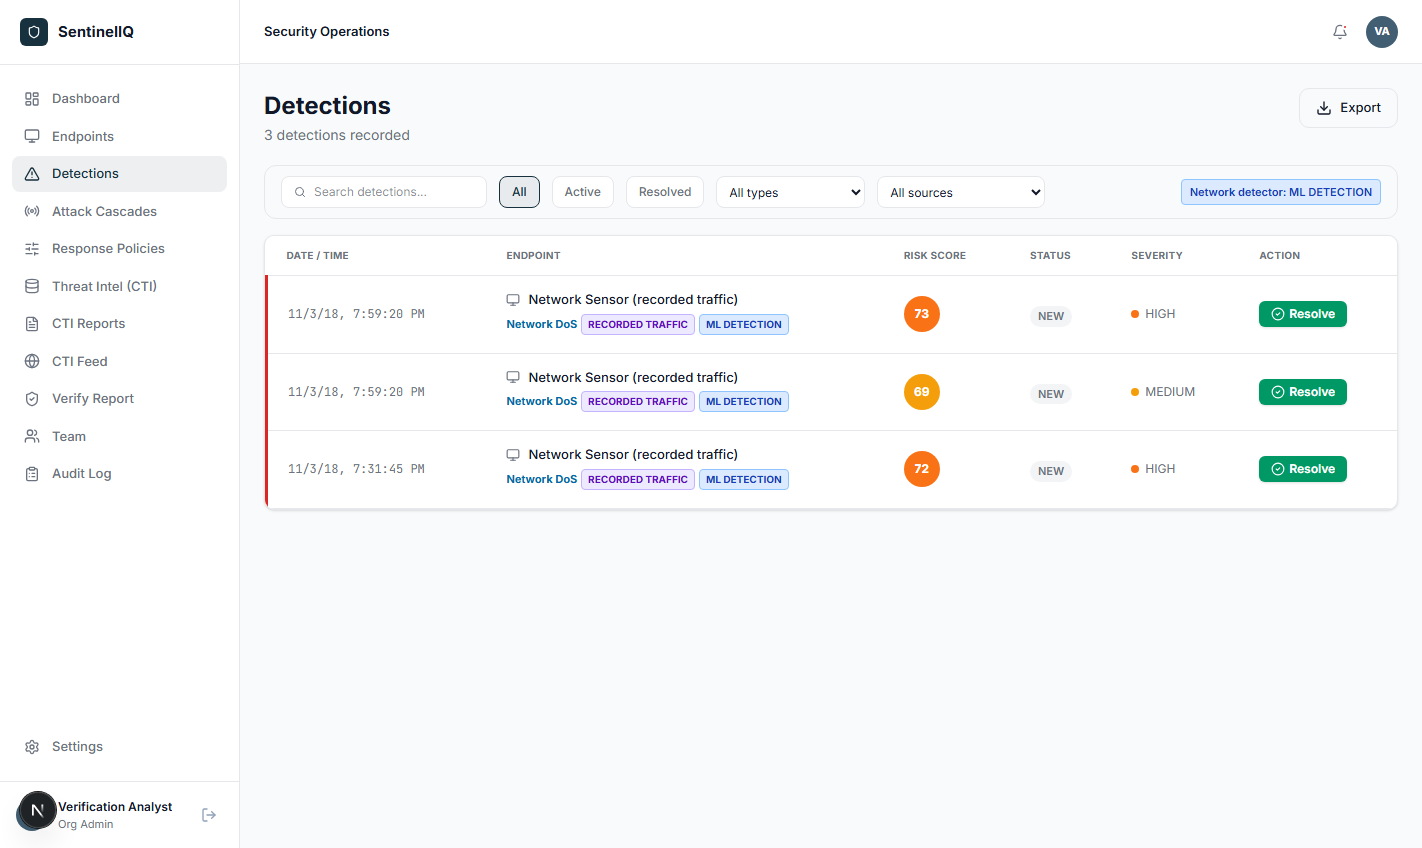 SentinelIQ
Security Operations
VA
Dashboard
Endpoints
Detections
Attack Cascades
Response Policies
Threat Intel (CTI)
CTI Reports
CTI Feed
Verify Report
Team
Audit Log
Settings
N
Verification Analyst
Org Admin
Detections
3 detections recorded
Export
Search detections...
All
Active
Resolved
All types
All sources
Network detector: ML DETECTION
DATE / TIME ENDPOINT RISK SCORE STATUS SEVERITY ACTION
11/3/18, 7:59:20 PM Network Sensor (recorded traffic) 73 NEW HIGH Resolve
Network DoS RECORDED TRAFFIC ML DETECTION
11/3/18, 7:59:20 PM Network Sensor (recorded traffic) 69 NEW MEDIUM Resolve
Network DoS RECORDED TRAFFIC ML DETECTION
11/3/18, 7:31:45 PM Network Sensor (recorded traffic) 72 NEW HIGH Resolve
Network DoS RECORDED TRAFFIC ML DETECTION